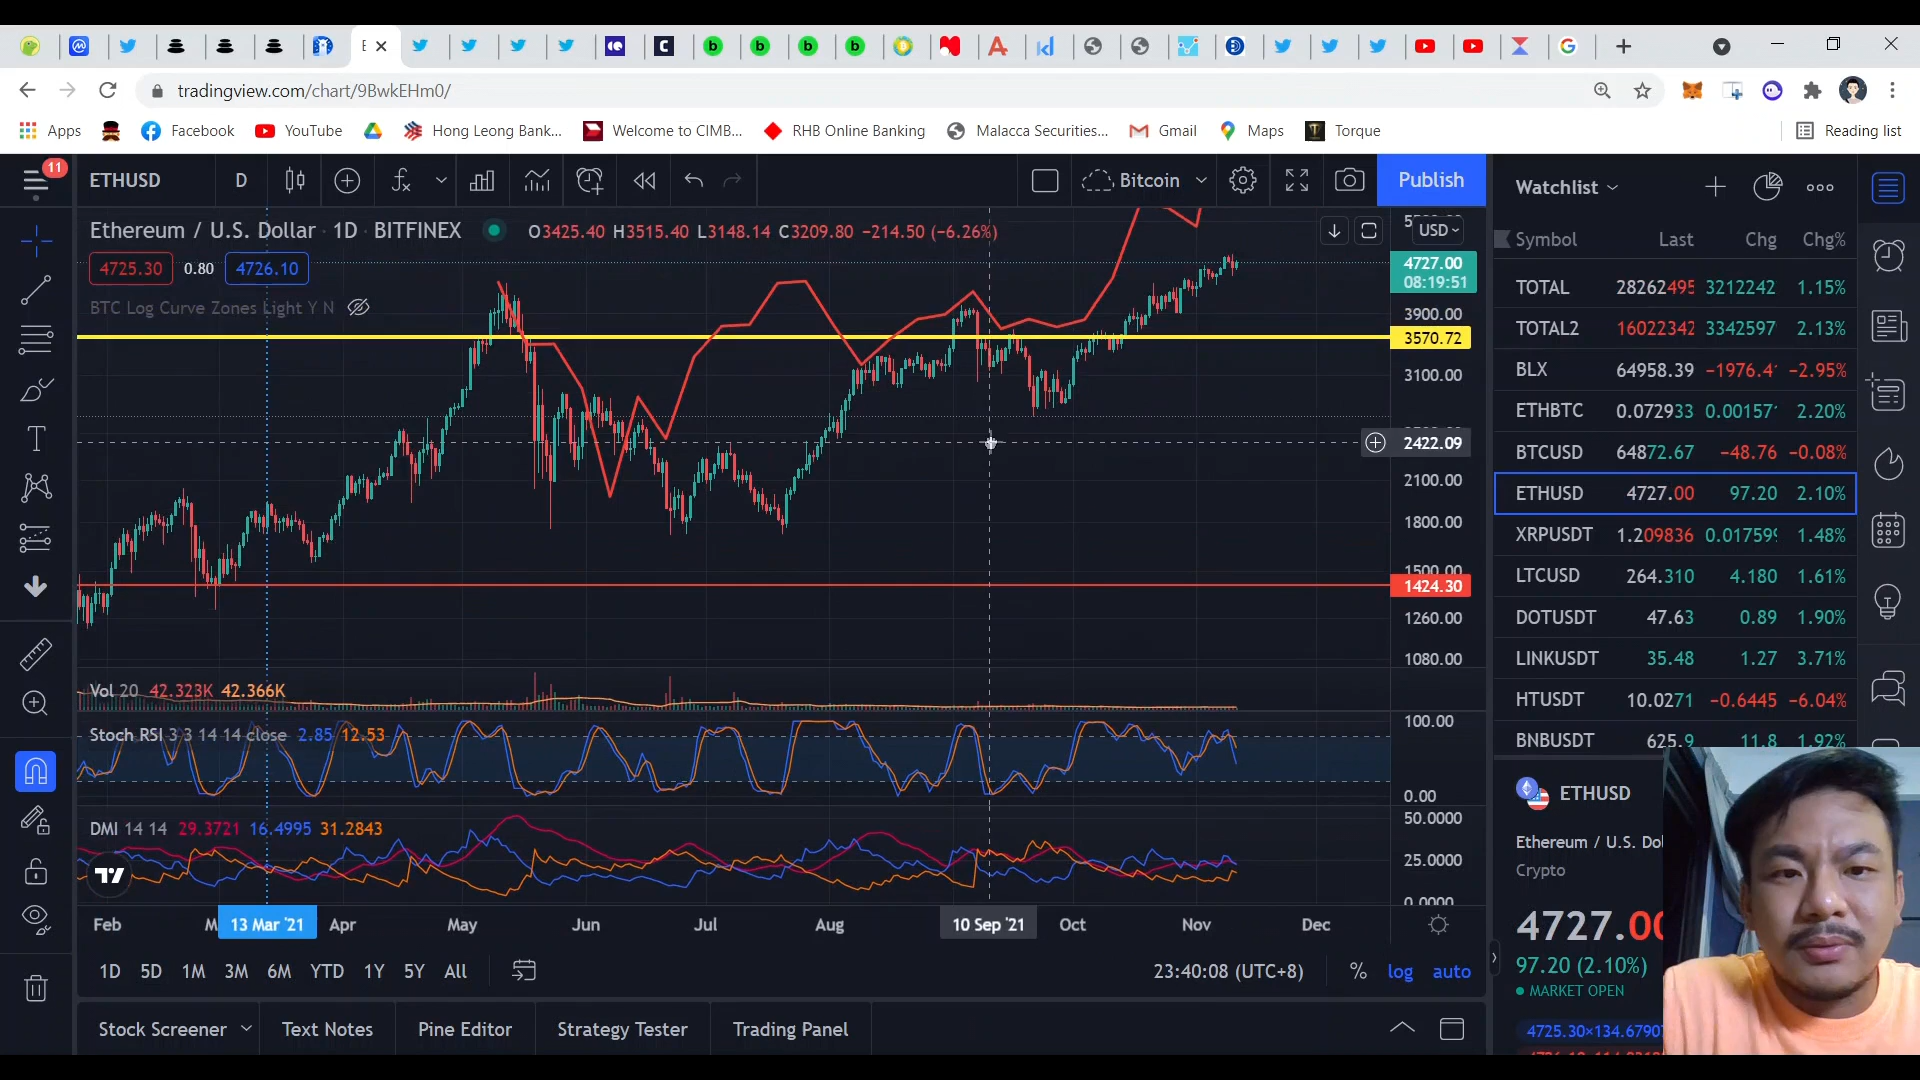 E
tradingview.com/chart/9BwkEHm0/
Apps Facebook YouTube Hong Leong Bank... Welcome to CIMB... RHB Online Banking Malacca Securities... Gmail Maps Torque Reading list
11
ETHUSD D Bitcoin Publish
Watchlist
Ethereum / U.S. Dollar · 1D · BITFINEX O3425.40 H3515.40 L3148.14 C3209.80 −214.50 (−6.26%)
USD
4725.30 0.80 4726.10
BTC Log Curve Zones Light Y N
4727.00
08:19:51
3900.00
3570.72
3100.00
2422.09
2100.00
1800.00
1500.00
1424.30
1260.00
1080.00
Symbol Last Chg Chg%
TOTAL 28262495 3212242 1.15%
TOTAL2 16022342 3342597 2.13%
BLX 64958.39 −1976.4 −2.95%
ETHBTC 0.072933 0.00157 2.20%
BTCUSD 64872.67 −48.76 −0.08%
ETHUSD 4727.00 97.20 2.10%
XRPUSDT 1.209836 0.01759 1.48%
LTCUSD 264.310 4.180 1.61%
DOTUSDT 47.63 0.89 1.90%
LINKUSDT 35.48 1.27 3.71%
HTUSDT 10.0271 −0.6445 −6.04%
BNBUSDT 625.9 11.8 1.92%
Vol 20 42.323K 42.366K
Stoch RSI 3 3 14 14 close 2.85 12.53
100.00
0.00
DMI 14 14 29.3721 16.4995 31.2843
50.0000
25.0000
0.0000
Feb M 13 Mar '21 Apr May Jun Jul Aug 10 Sep '21 Oct Nov Dec
1D 5D 1M 3M 6M YTD 1Y 5Y All
23:40:08 (UTC+8) % log auto
Stock Screener Text Notes Pine Editor Strategy Tester Trading Panel
ETHUSD
Ethereum / U.S. Dol
Crypto
4727.00
97.20 (2.10%)
MARKET OPEN
4725.30×134.6790